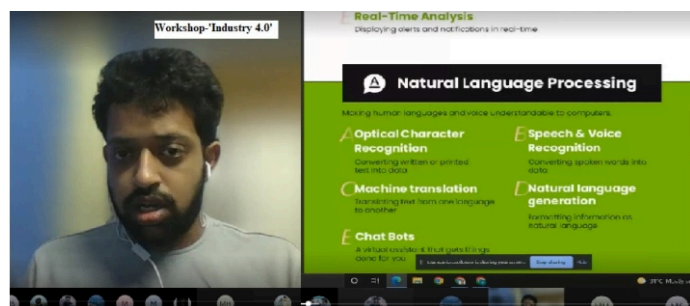 Workshop-'Industry 4.0'
Real-Time Analysis
Displaying alerts and notifications in real-time
A Natural Language Processing
Making human languages and voice understandable to computers.
A Optical Character
Recognition
Converting written or printed
text into data
B Speech & Voice
Recognition
Converting spoken words into
data
C Machine translation
Translating text from one language
to another
D Natural language
generation
Formatting information as
natural language
E Chat Bots
A virtual assistant that gets things
done for you
Stop sharing
Hide